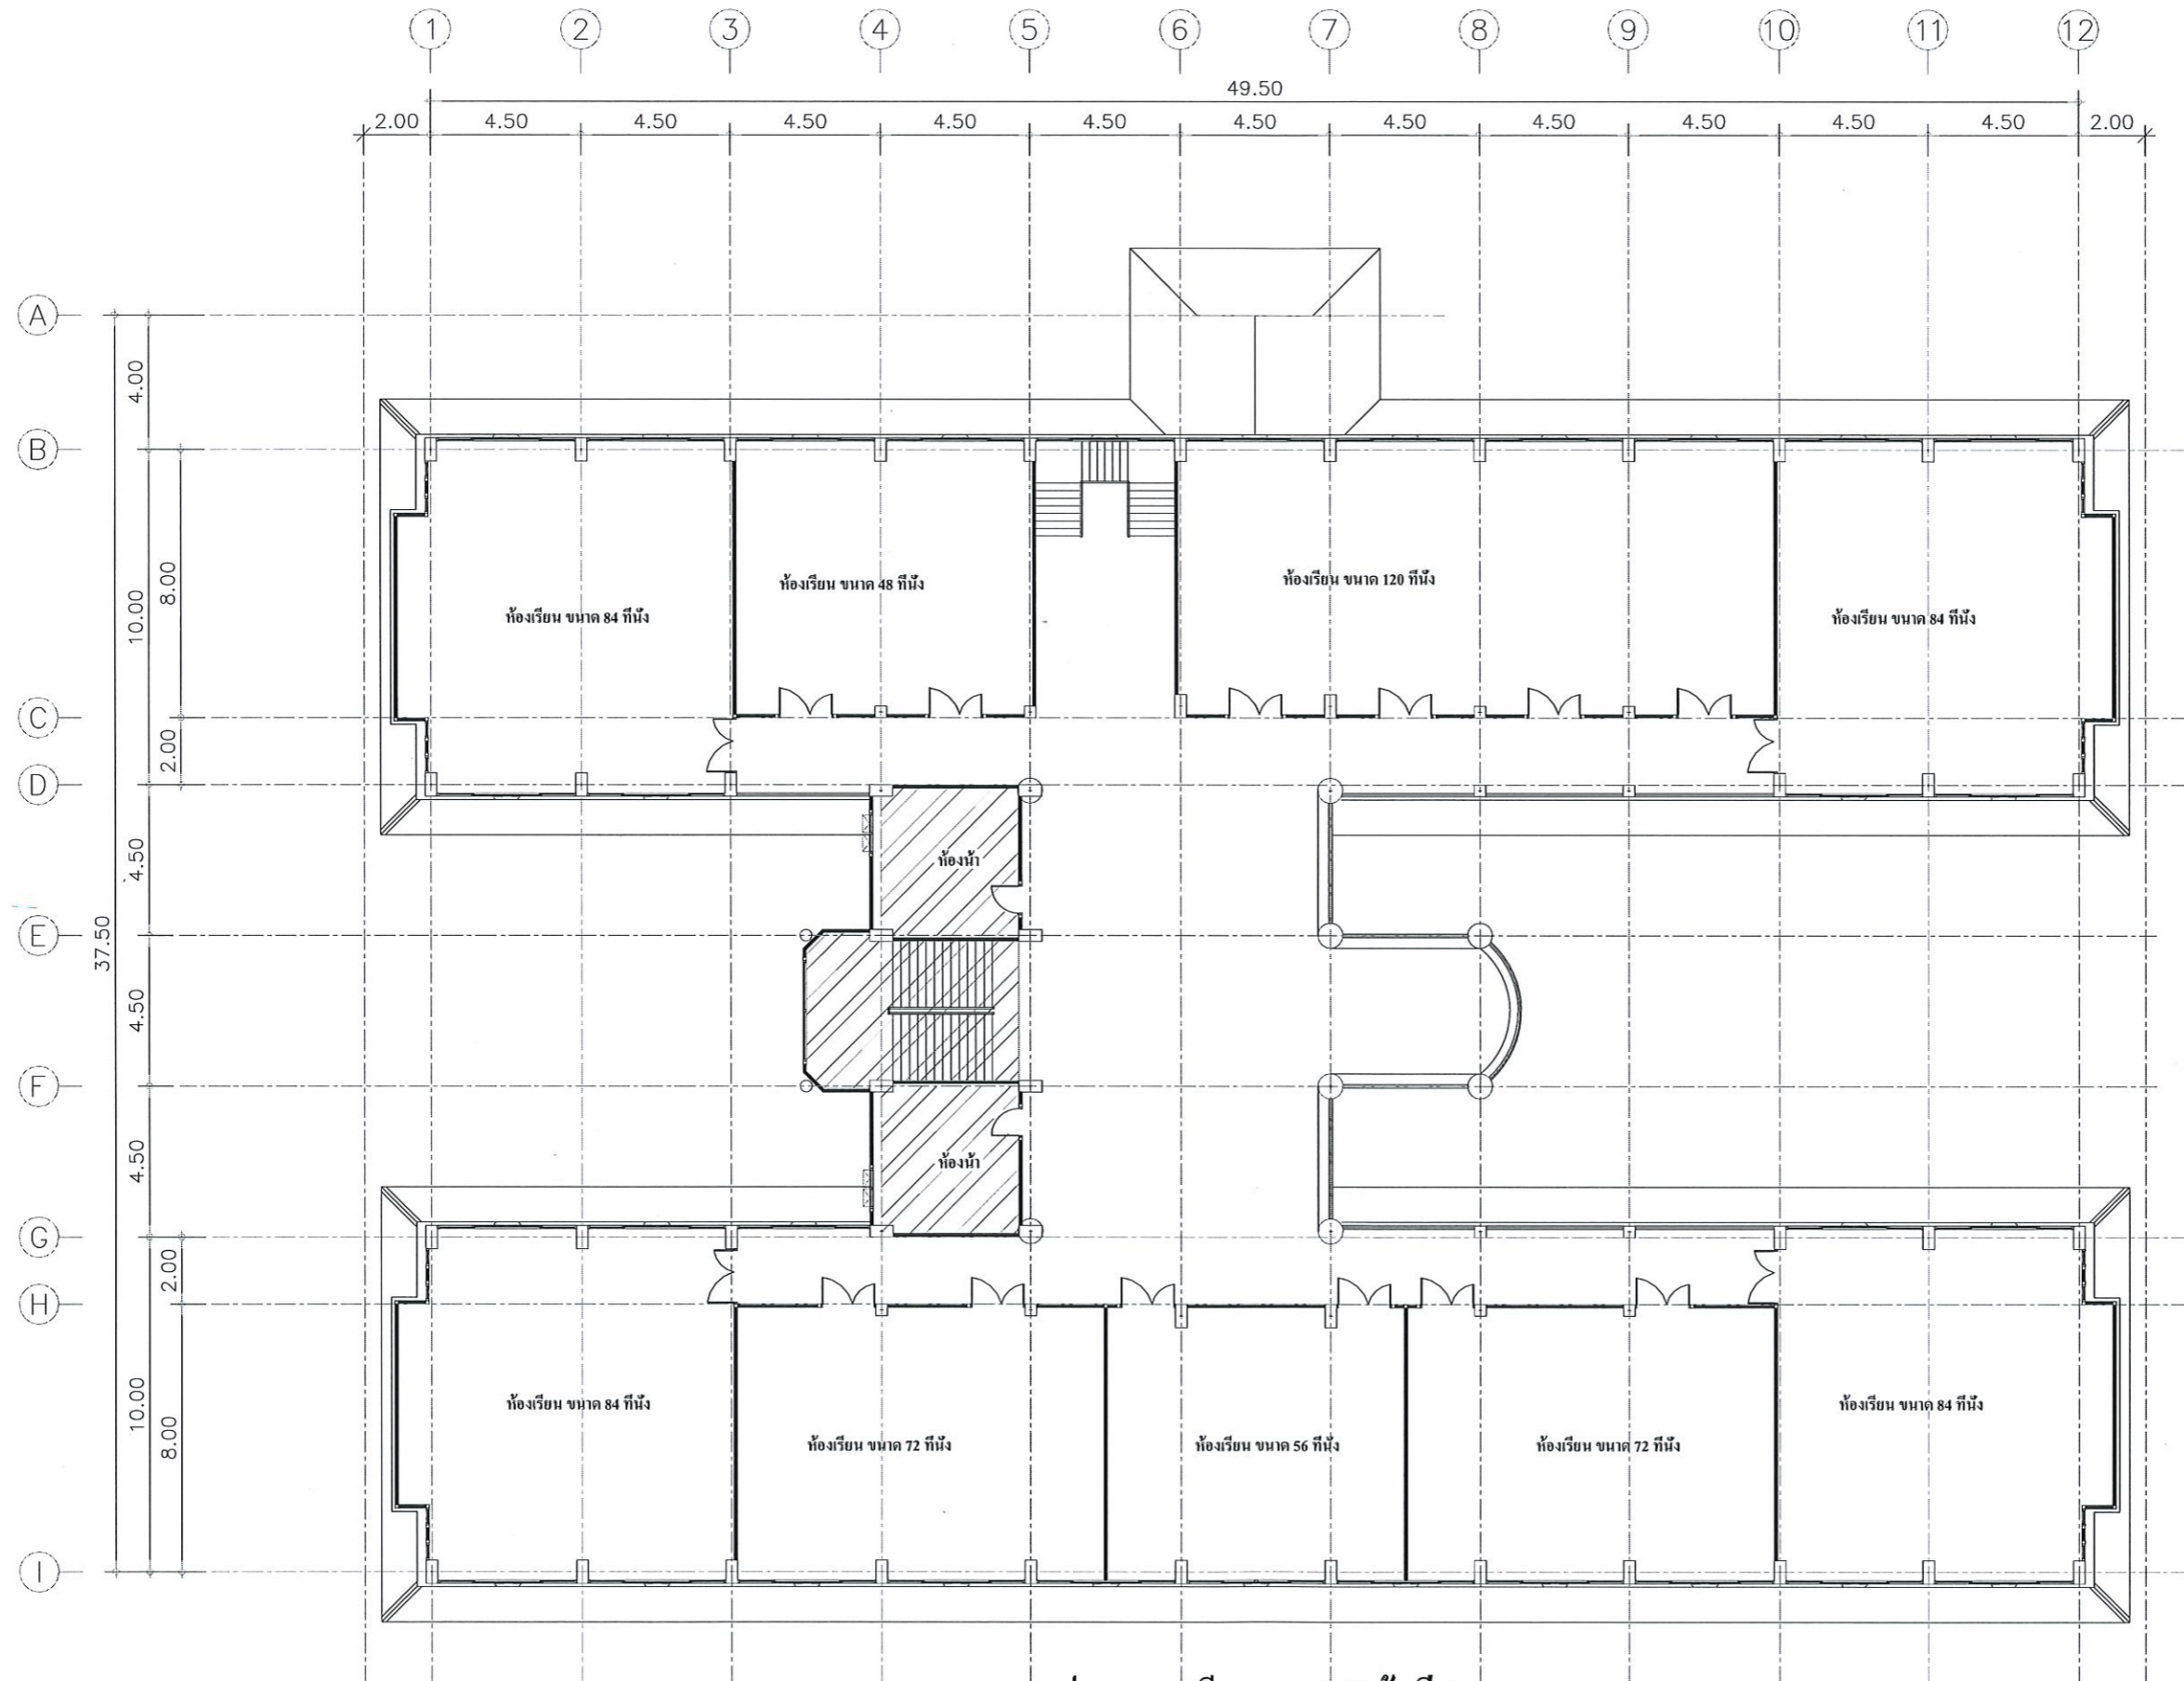 1 2 3 4 5 6 7 8 9 10 11 12
49.50
2.00 4.50 4.50 4.50 4.50 4.50 4.50 4.50 4.50 4.50 4.50 4.50 2.00
A
4.00
B
8.00
10.00
ห้องเรียน ขนาด 84 ที่นั่ง
ห้องเรียน ขนาด 48 ที่นั่ง
ห้องเรียน ขนาด 120 ที่นั่ง
ห้องเรียน ขนาด 84 ที่นั่ง
C
2.00
D
4.50
ห้องน้ำ
E
37.50
4.50
F
4.50
ห้องน้ำ
G
2.00
H
10.00
8.00
ห้องเรียน ขนาด 84 ที่นั่ง
ห้องเรียน ขนาด 72 ที่นั่ง
ห้องเรียน ขนาด 56 ที่นั่ง
ห้องเรียน ขนาด 72 ที่นั่ง
ห้องเรียน ขนาด 84 ที่นั่ง
I